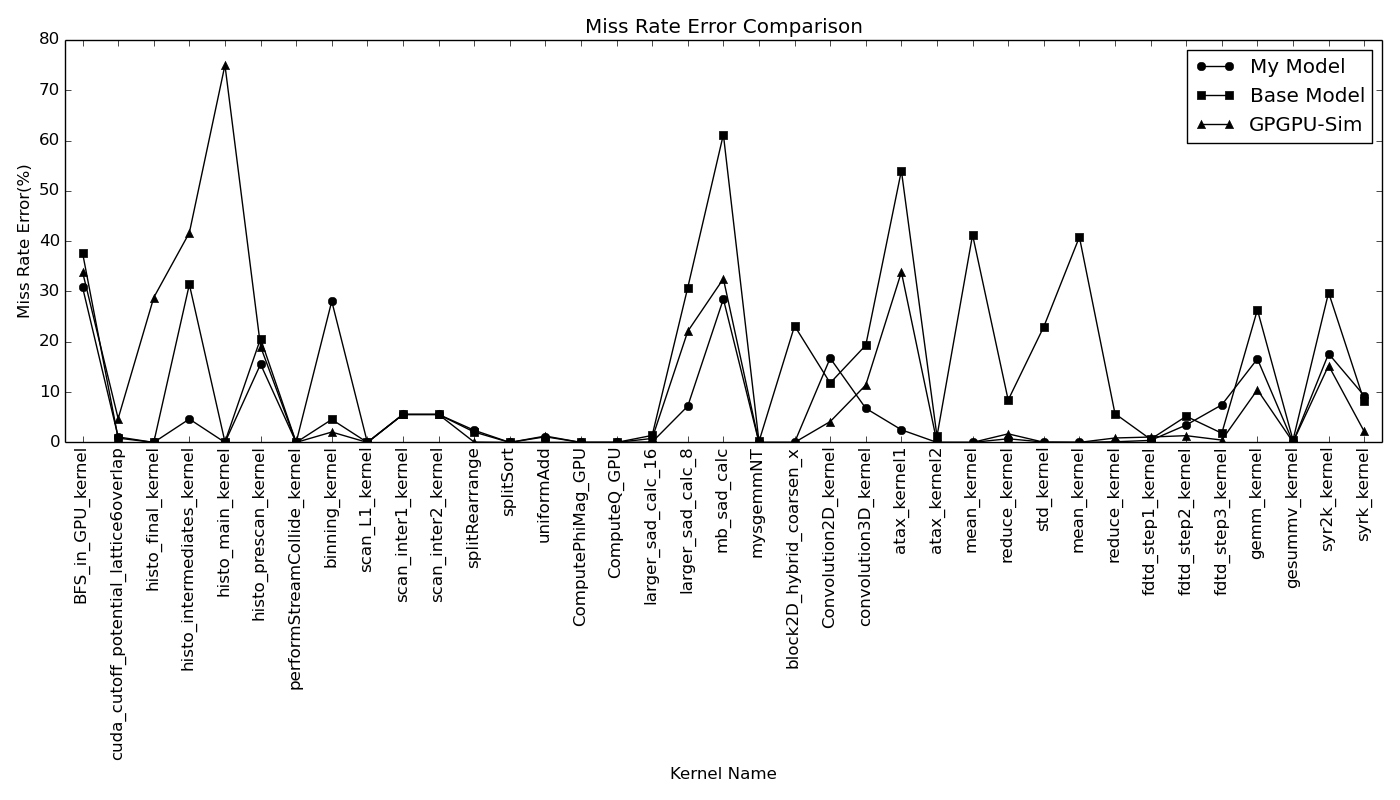 Miss Rate Error Comparison
80
70
60
50
40
30
20
10
0
Miss Rate Error(%)
My Model
Base Model
GPGPU-Sim
BFS_in_GPU_kernel
cuda_cutoff_potential_lattice6overlap
histo_final_kernel
histo_intermediates_kernel
histo_main_kernel
histo_prescan_kernel
performStreamCollide_kernel
binning_kernel
scan_L1_kernel
scan_inter1_kernel
scan_inter2_kernel
splitRearrange
splitSort
uniformAdd
ComputePhiMag_GPU
ComputeQ_GPU
larger_sad_calc_16
larger_sad_calc_8
mb_sad_calc
mysgemmNT
block2D_hybrid_coarsen_x
Convolution2D_kernel
convolution3D_kernel
atax_kernel1
atax_kernel2
mean_kernel
reduce_kernel
std_kernel
mean_kernel
reduce_kernel
fdtd_step1_kernel
fdtd_step2_kernel
fdtd_step3_kernel
gemm_kernel
gesummv_kernel
syr2k_kernel
syrk_kernel
Kernel Name